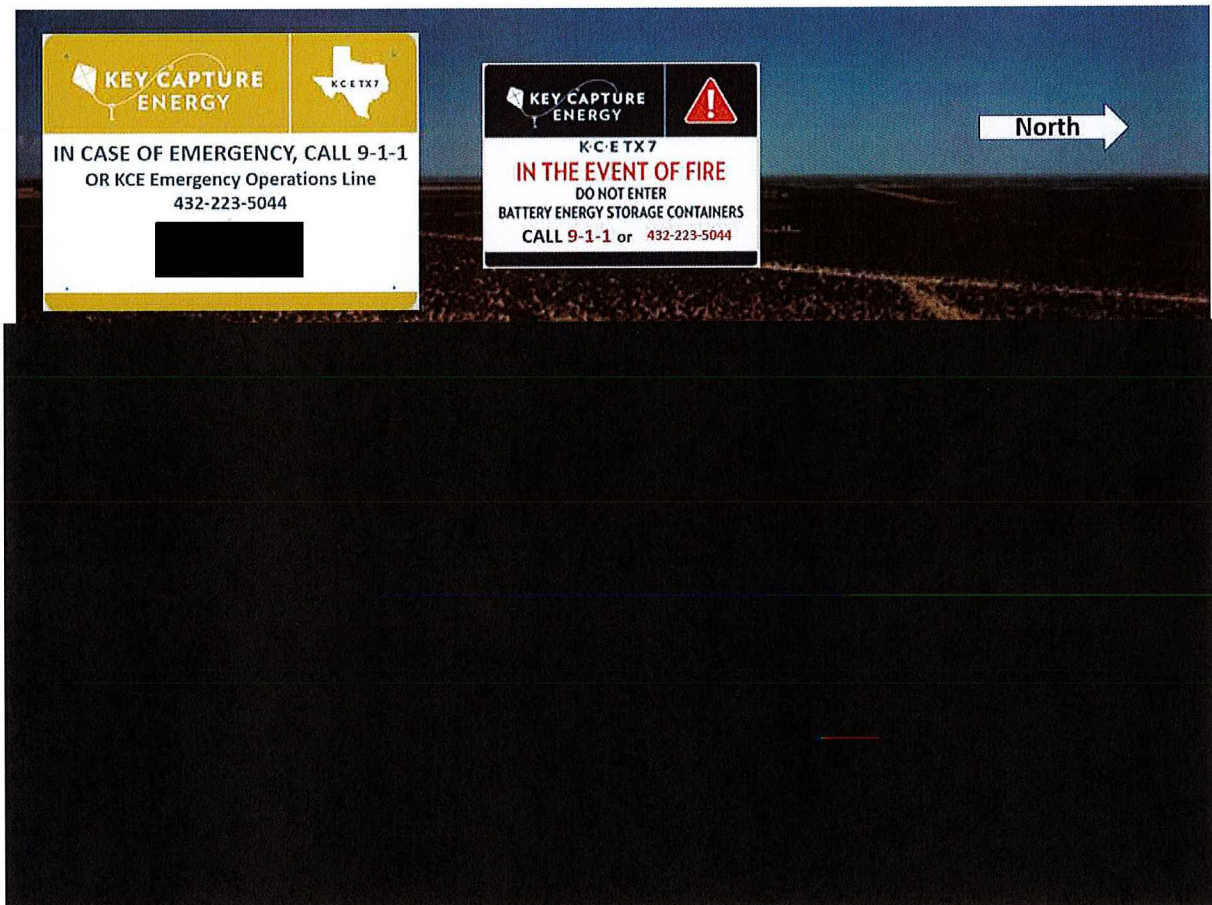 KEY CAPTURE
ENERGY
KCE TX7
IN CASE OF EMERGENCY, CALL 9-1-1
OR KCE Emergency Operations Line
432-223-5044
KEY CAPTURE
ENERGY
K·C·E TX7
IN THE EVENT OF FIRE
DO NOT ENTER
BATTERY ENERGY STORAGE CONTAINERS
CALL 9-1-1 or 432-223-5044
North